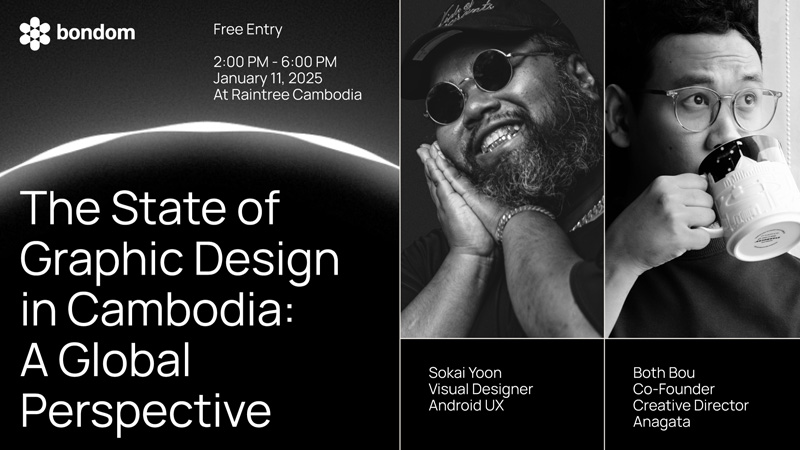 bondom
Free Entry
2:00 PM - 6:00 PM
January 11, 2025
At Raintree Cambodia
The State of
Graphic Design
in Cambodia:
A Global
Perspective
Sokai Yoon
Visual Designer
Android UX
Both Bou
Co-Founder
Creative Director
Anagata